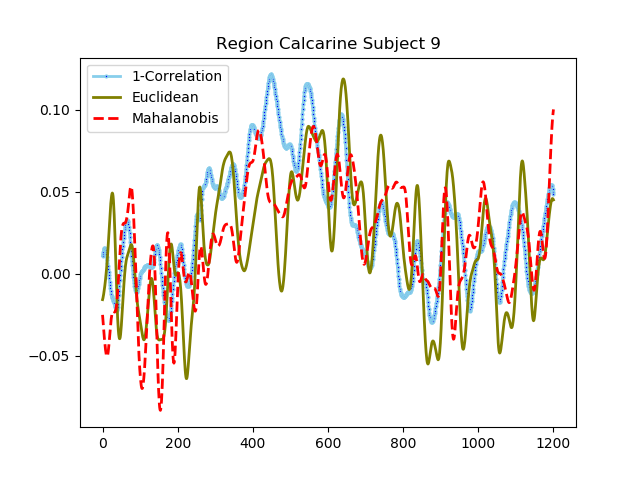 Region Calcarine Subject 9
1-Correlation
Euclidean
Mahalanobis
0.10
0.05
0.00
−0.05
0 200 400 600 800 1000 1200